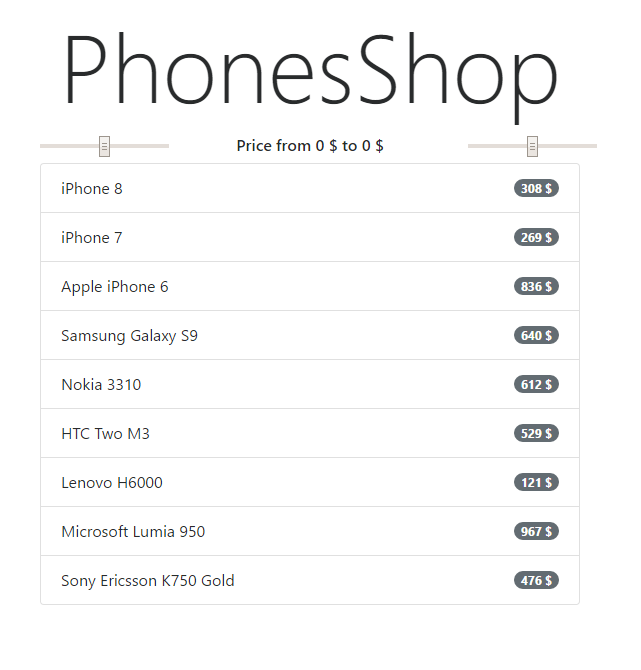 PhonesShop
Price from 0 $ to 0 $
iPhone 8 308 $
iPhone 7 269 $
Apple iPhone 6 836 $
Samsung Galaxy S9 640 $
Nokia 3310 612 $
HTC Two M3 529 $
Lenovo H6000 121 $
Microsoft Lumia 950 967 $
Sony Ericsson K750 Gold 476 $